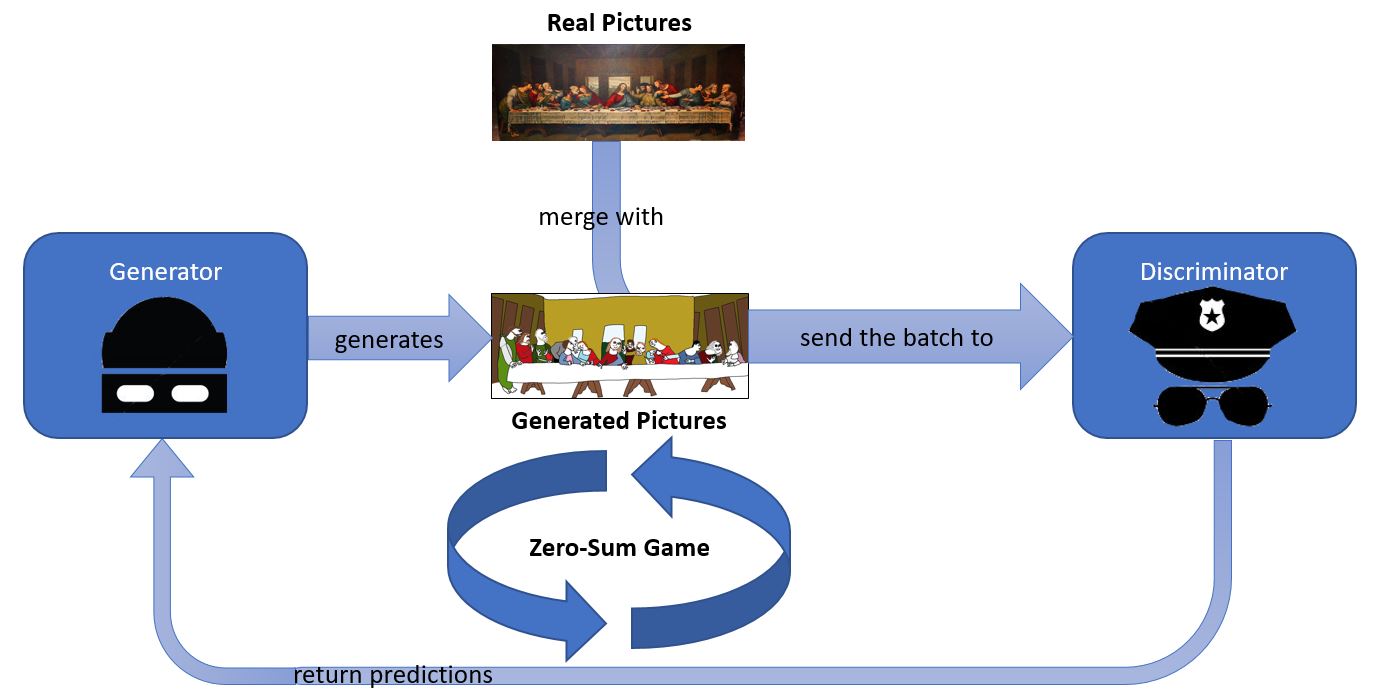 Real Pictures
merge with
Generator
generates
send the batch to
Discriminator
Generated Pictures
Zero-Sum Game
return predictions